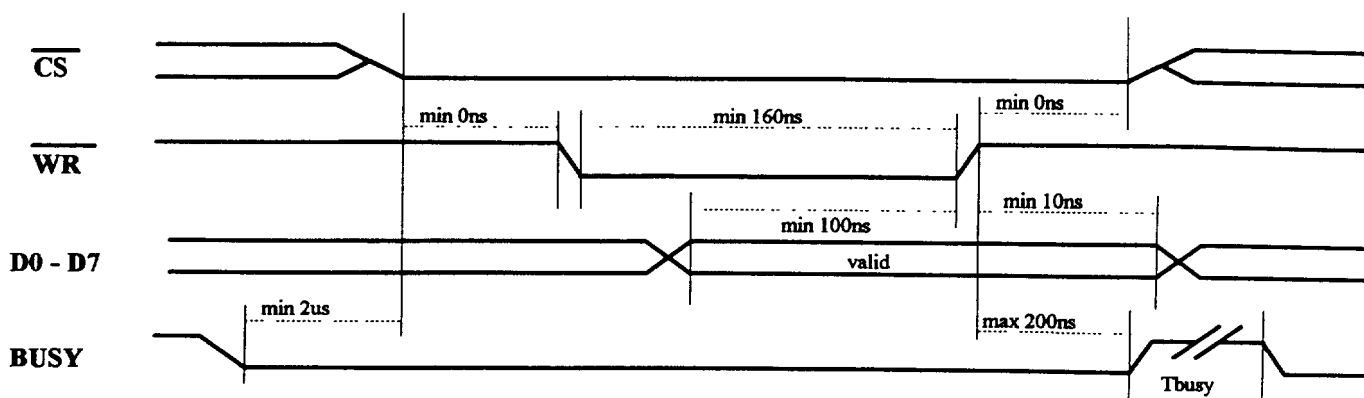 CS
min 0ns min 160ns min 0ns
WR
min 100ns min 10ns
D0 - D7 valid
min 2us max 200ns
BUSY Tbusy